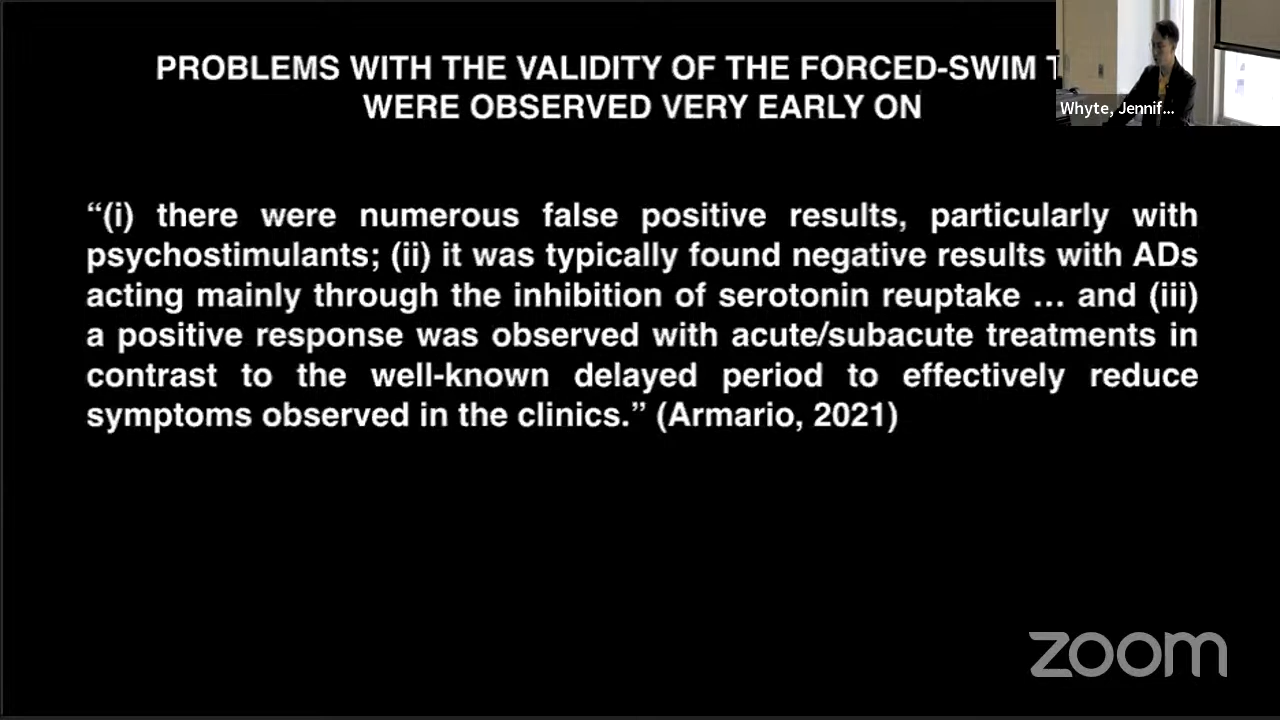 PROBLEMS WITH THE VALIDITY OF THE FORCED-SWIM
WERE OBSERVED VERY EARLY ON
Whyte, Jennif...
“(i) there were numerous false positive results, particularly with
psychostimulants; (ii) it was typically found negative results with ADs
acting mainly through the inhibition of serotonin reuptake … and (iii)
a positive response was observed with acute/subacute treatments in
contrast to the well-known delayed period to effectively reduce
symptoms observed in the clinics.” (Armario, 2021)
zoom